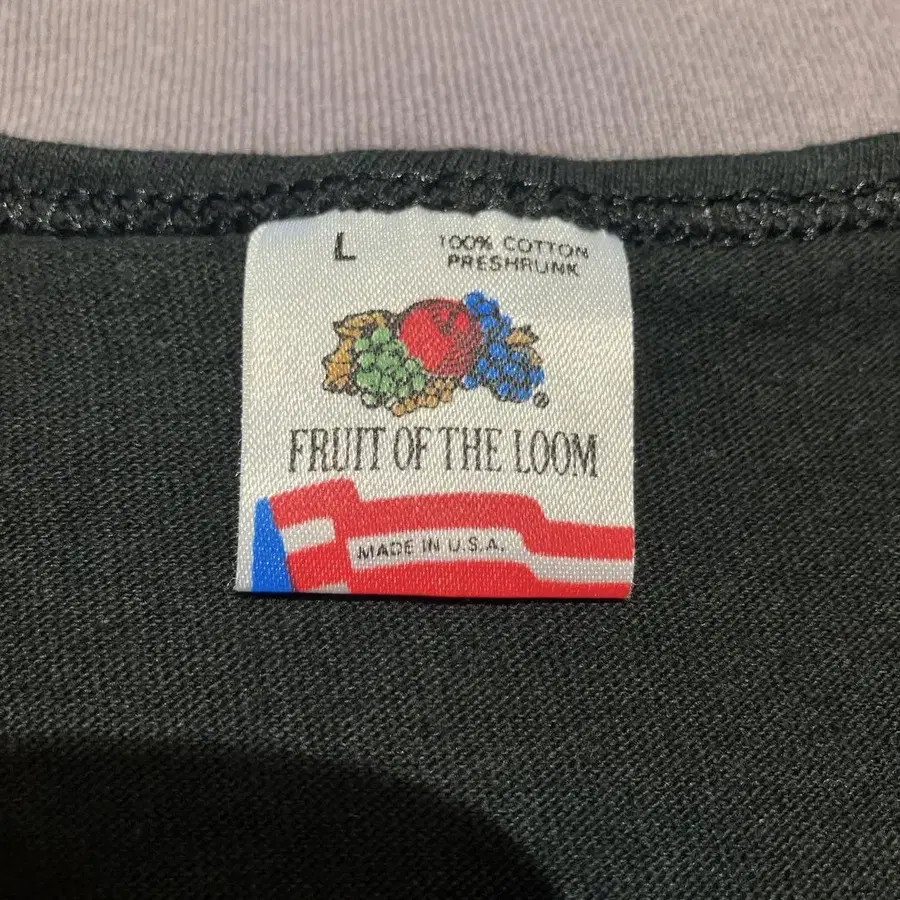 L
100% COTTON
PRESHRUNK
®
FRUIT OF THE LOOM
MADE IN U.S.A.